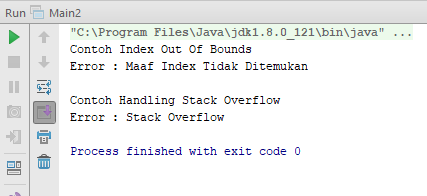 Run Main2
"C:\Program Files\Java\jdk1.8.0_121\bin\java" ...
Contoh Index Out Of Bounds
Error : Maaf Index Tidak Ditemukan
Contoh Handling Stack Overflow
Error : Stack Overflow
Process finished with exit code 0